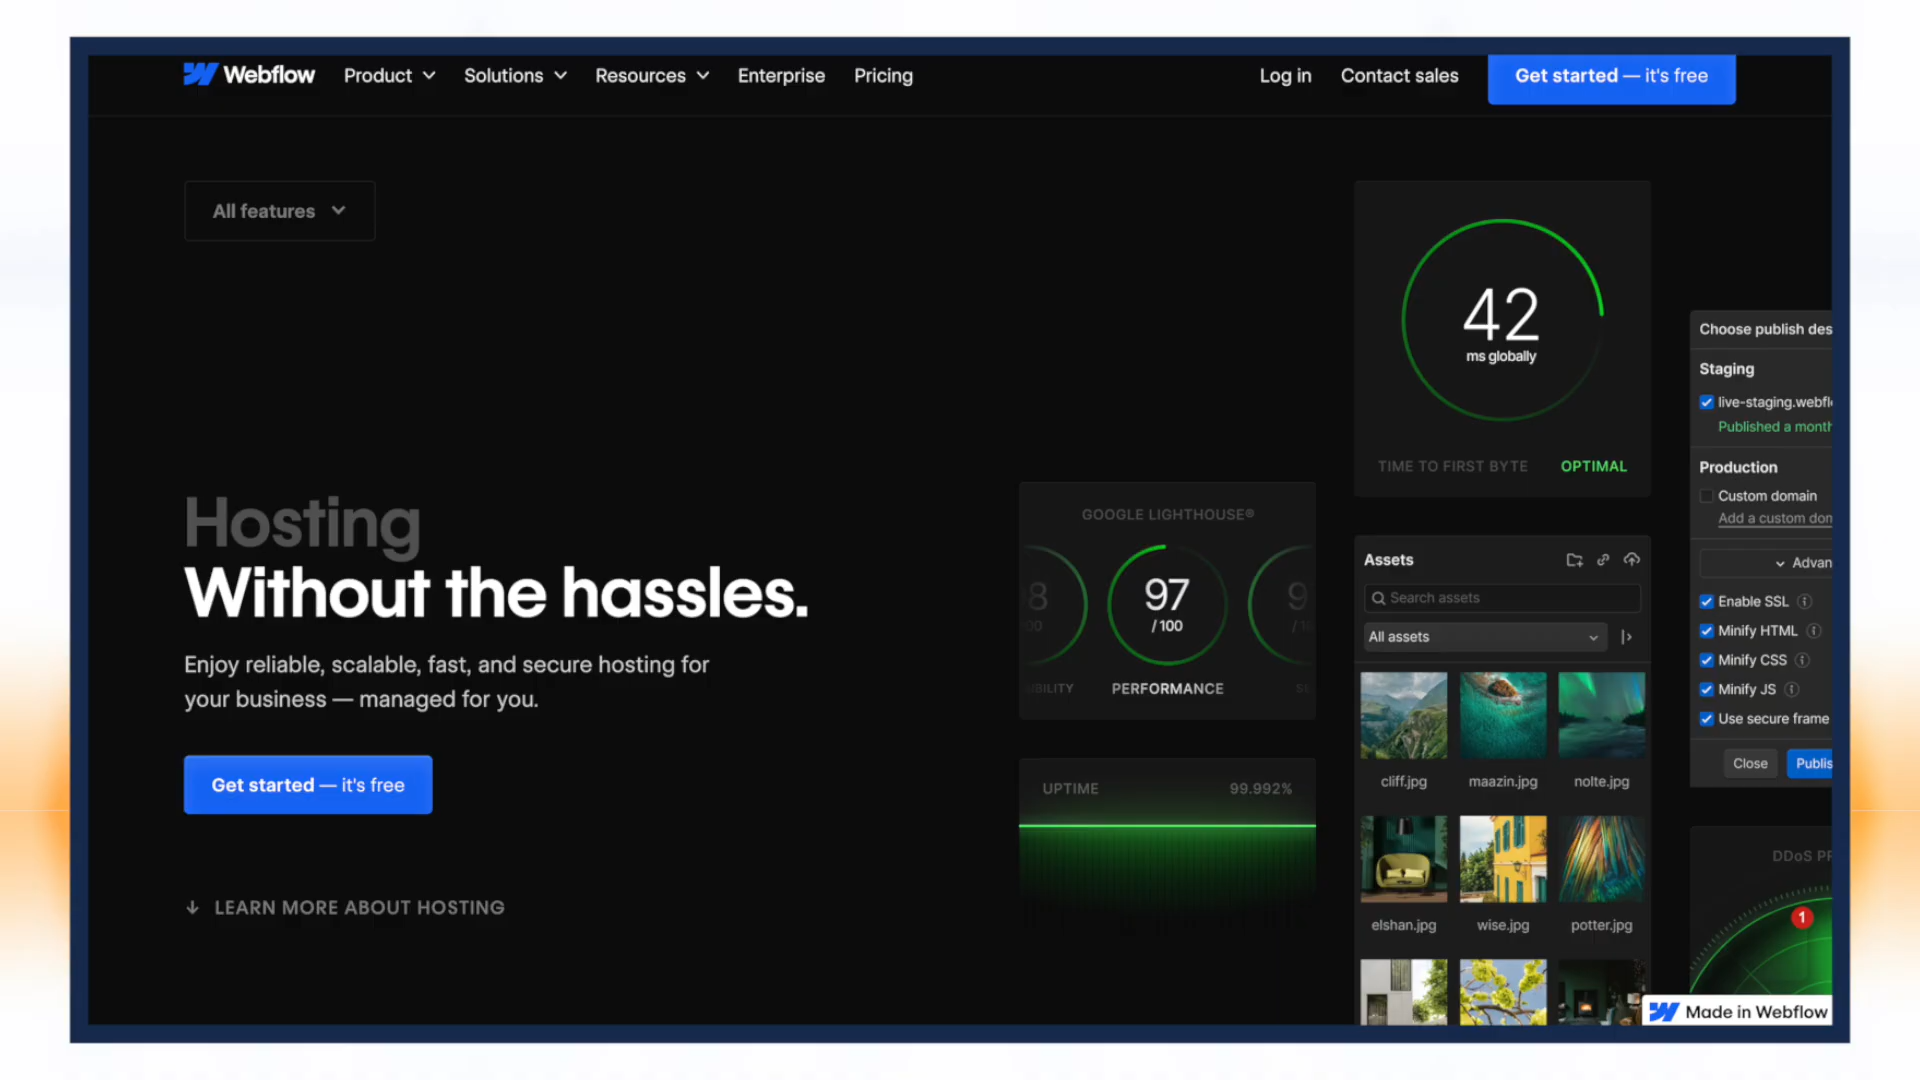 Webflow
Product
Solutions
Resources
Enterprise
Pricing
Log in
Contact sales
Get started — it's free
All features
Hosting
Without the hassles.
Enjoy reliable, scalable, fast, and secure hosting for
your business — managed for you.
Get started — it's free
LEARN MORE ABOUT HOSTING
GOOGLE LIGHTHOUSE®
8
97
/ 100
9
PERFORMANCE
UPTIME 99.992%
42
ms globally
TIME TO FIRST BYTE OPTIMAL
Assets
Search assets
All assets
cliff.jpg maazin.jpg nolte.jpg
elshan.jpg wise.jpg potter.jpg
Choose publish des
Staging
live-staging.webfl
Published a month
Production
Custom domain
Add a custom don
Advan
Enable SSL
Minify HTML
Minify CSS
Minify JS
Use secure frame
Close Publis
DDoS PR
1
Made in Webflow